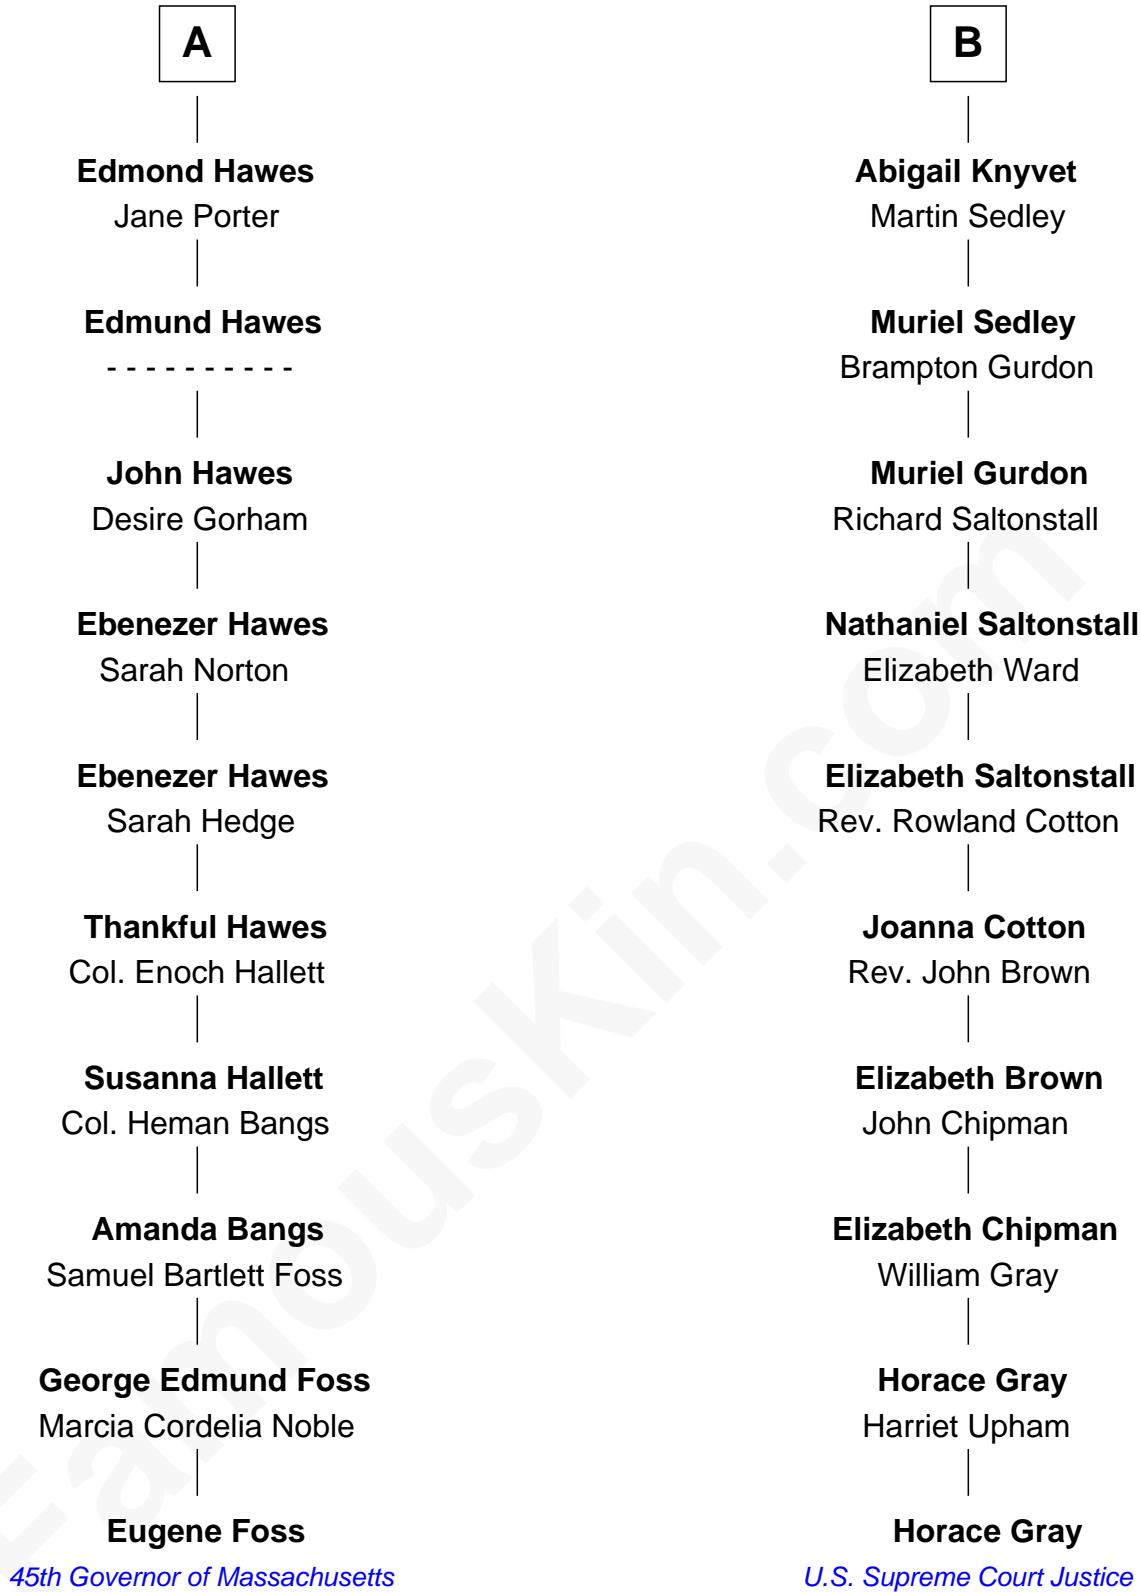 A
Edmond Hawes
Jane Porter
Edmund Hawes
- - - - - - - - - -
John Hawes
Desire Gorham
Ebenezer Hawes
Sarah Norton
Ebenezer Hawes
Sarah Hedge
Thankful Hawes
Col. Enoch Hallett
Susanna Hallett
Col. Heman Bangs
Amanda Bangs
Samuel Bartlett Foss
George Edmund Foss
Marcia Cordelia Noble
Eugene Foss
45th Governor of Massachusetts
B
Abigail Knyvet
Martin Sedley
Muriel Sedley
Brampton Gurdon
Muriel Gurdon
Richard Saltonstall
Nathaniel Saltonstall
Elizabeth Ward
Elizabeth Saltonstall
Rev. Rowland Cotton
Joanna Cotton
Rev. John Brown
Elizabeth Brown
John Chipman
Elizabeth Chipman
William Gray
Horace Gray
Harriet Upham
Horace Gray
U.S. Supreme Court Justice
FamousKin.com